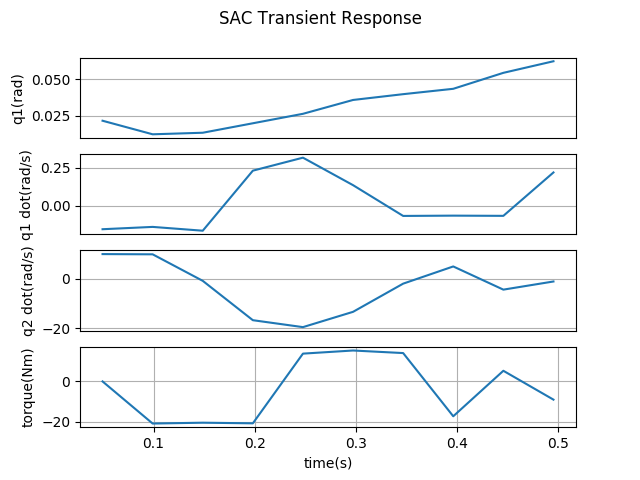 SAC Transient Response
q1(rad)
0.050
0.025
q1 dot(rad/s)
0.25
0.00
q2 dot(rad/s)
0
−20
torque(Nm)
0
−20
0.1 0.2 0.3 0.4 0.5
time(s)